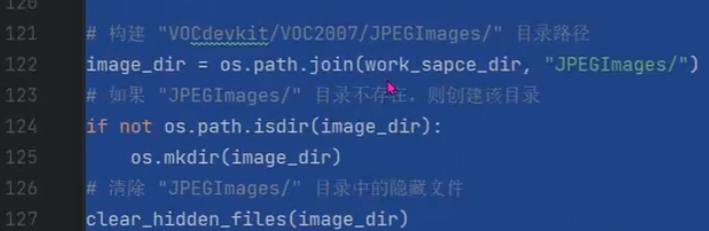 120
121 # 构建 "VOCdevkit/VOC2007/JPEGImages/" 目录路径
122 image_dir = os.path.join(work_sapce_dir, "JPEGImages/")
123 # 如果 "JPEGImages/" 目录不存在，则创建该目录
124 if not os.path.isdir(image_dir):
125     os.mkdir(image_dir)
126 # 清除 "JPEGImages/" 目录中的隐藏文件
127 clear_hidden_files(image_dir)